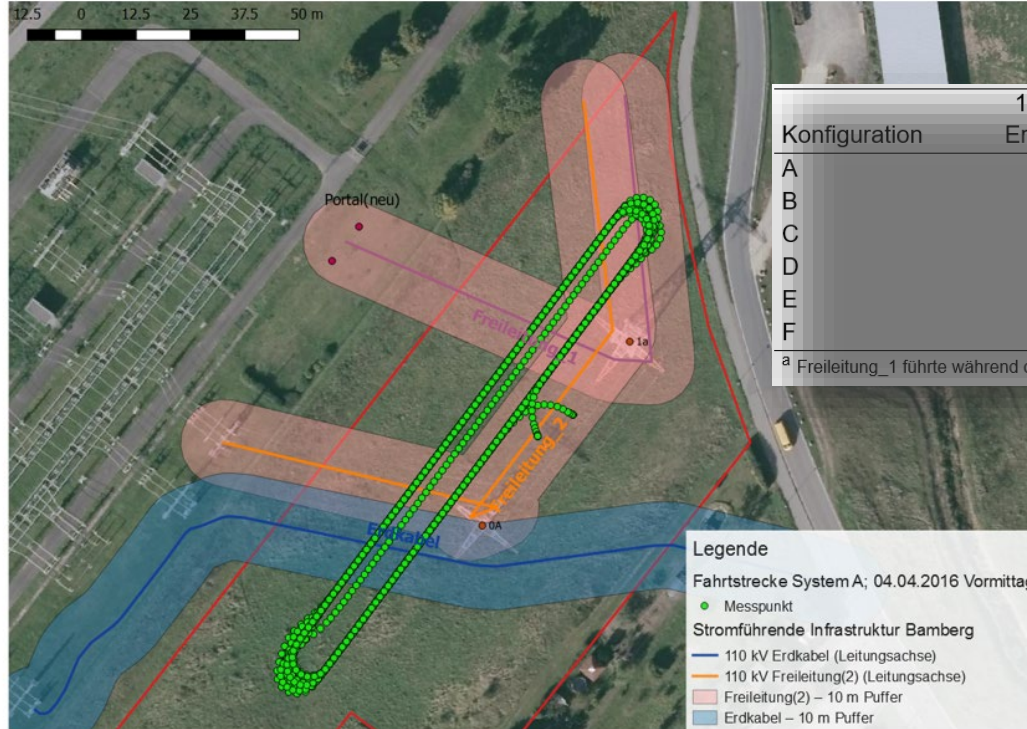 12.5 0 12.5 25 37.5 50 m
Portal(neu)
Freileitung_1
1a
Freileitung_2
0A
Erdkabel
Konfiguration
A
B
C
D
E
F
a Freileitung_1 führte während
Legende
Fahrtstrecke System A; 04.04.2016 Vormittag
Messpunkt
Stromführende Infrastruktur Bamberg
110 kV Erdkabel (Leitungsachse)
110 kV Freileitung(2) (Leitungsachse)
Freileitung(2) – 10 m Puffer
Erdkabel – 10 m Puffer